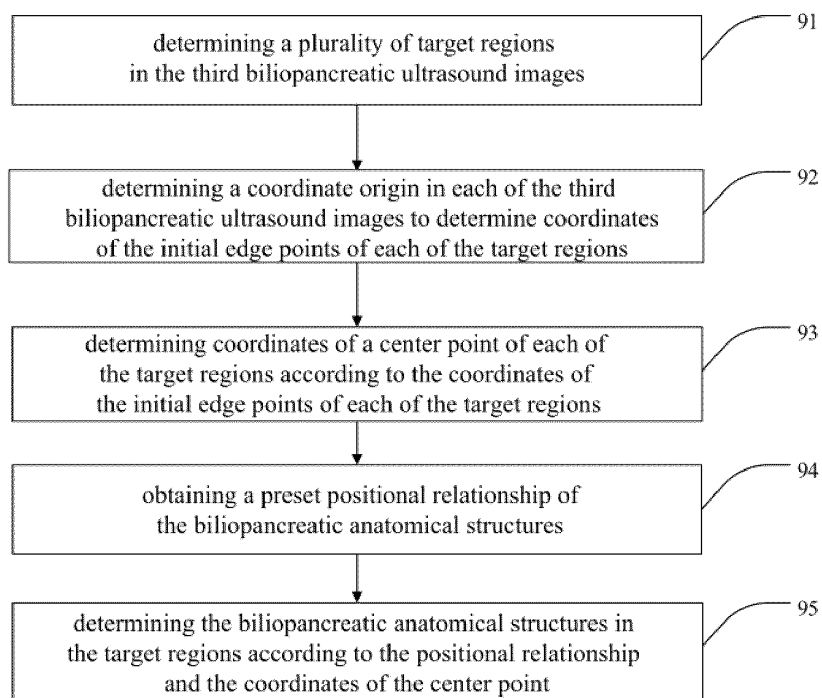 91
determining a plurality of target regions
in the third biliopancreatic ultrasound images
92
determining a coordinate origin in each of the third
biliopancreatic ultrasound images to determine coordinates
of the initial edge points of each of the target regions
93
determining coordinates of a center point of each of
the target regions according to the coordinates of
the initial edge points of each of the target regions
94
obtaining a preset positional relationship of
the biliopancreatic anatomical structures
95
determining the biliopancreatic anatomical structures in
the target regions according to the positional relationship
and the coordinates of the center point